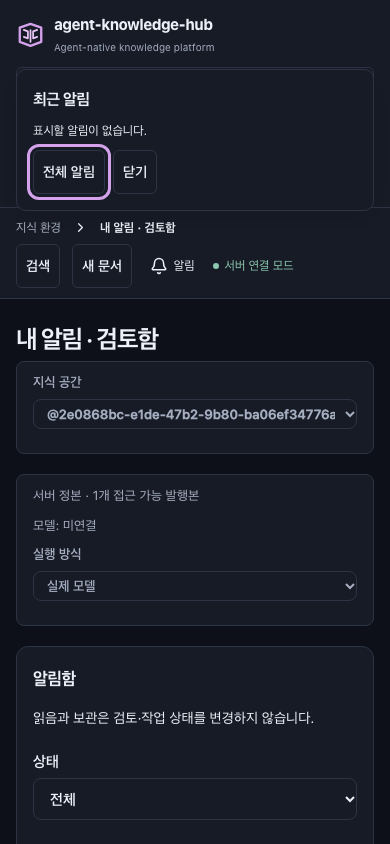 agent-knowledge-hub
Agent-native knowledge platform
최근 알림
표시할 알림이 없습니다.
전체 알림
닫기
지식 환경
내 알림 · 검토함
검색
새 문서
알림
서버 연결 모드
내 알림 · 검토함
지식 공간
@2e0868bc-e1de-47b2-9b80-ba06ef34776a
서버 정본 · 1개 접근 가능 발행본
모델: 미연결
실행 방식
실제 모델
알림함
읽음과 보관은 검토·작업 상태를 변경하지 않습니다.
상태
전체